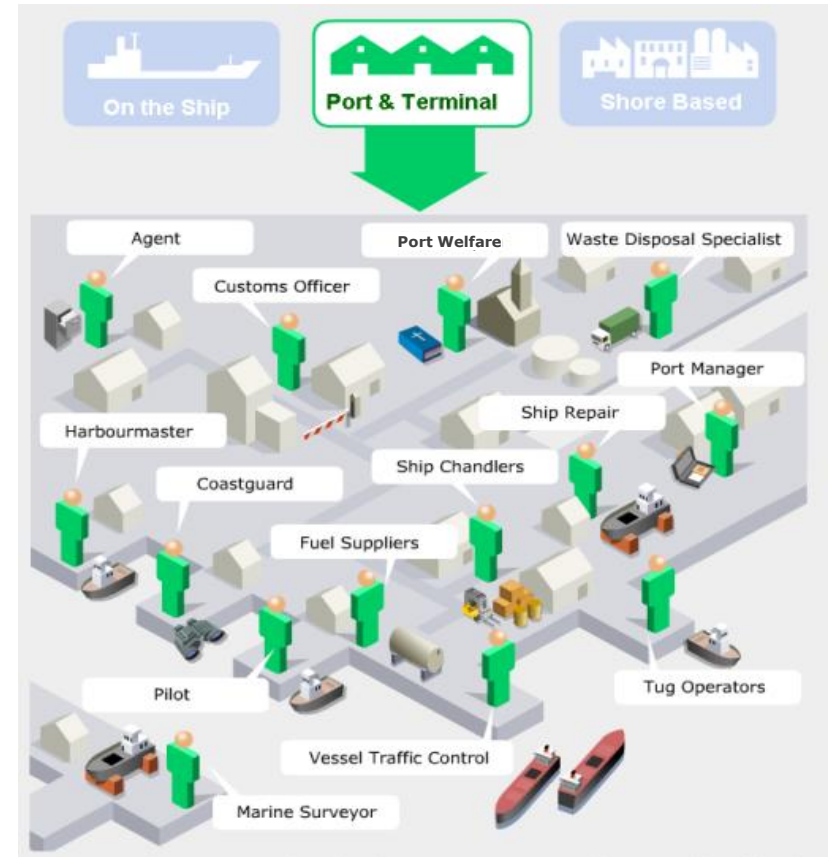 On the Ship
Port & Terminal
Shore Based
Agent
Port Welfare
Waste Disposal Specialist
Customs Officer
Port Manager
Ship Repair
Harbourmaster
Ship Chandlers
Coastguard
Fuel Suppliers
Pilot
Tug Operators
Vessel Traffic Control
Marine Surveyor